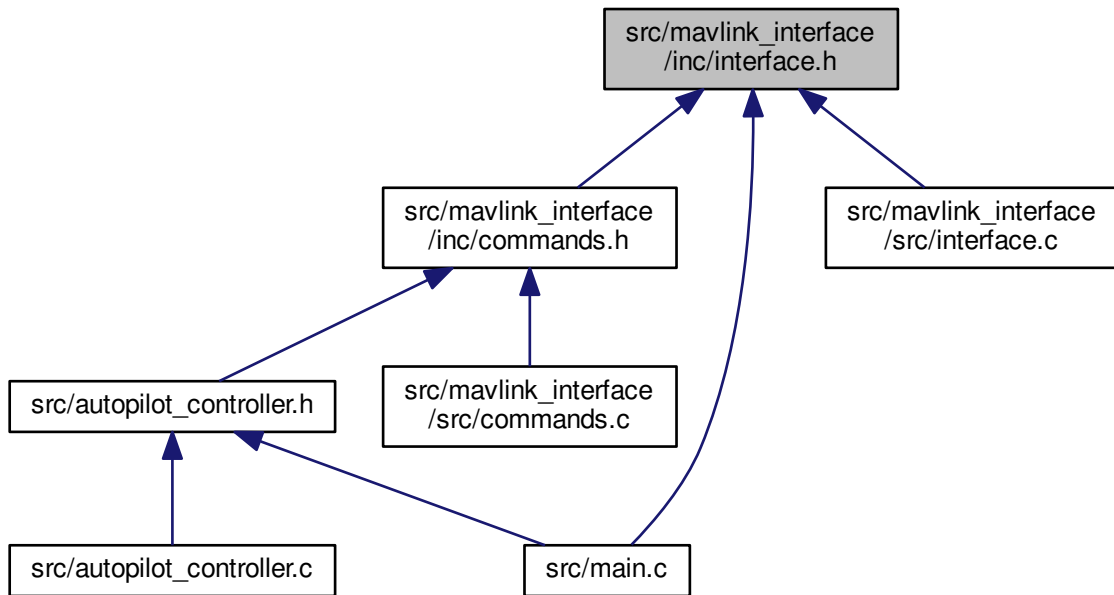 src/mavlink_interface
/inc/interface.h
src/mavlink_interface
/inc/commands.h
src/mavlink_interface
/src/interface.c
src/autopilot_controller.h
src/mavlink_interface
/src/commands.c
src/autopilot_controller.c
src/main.c